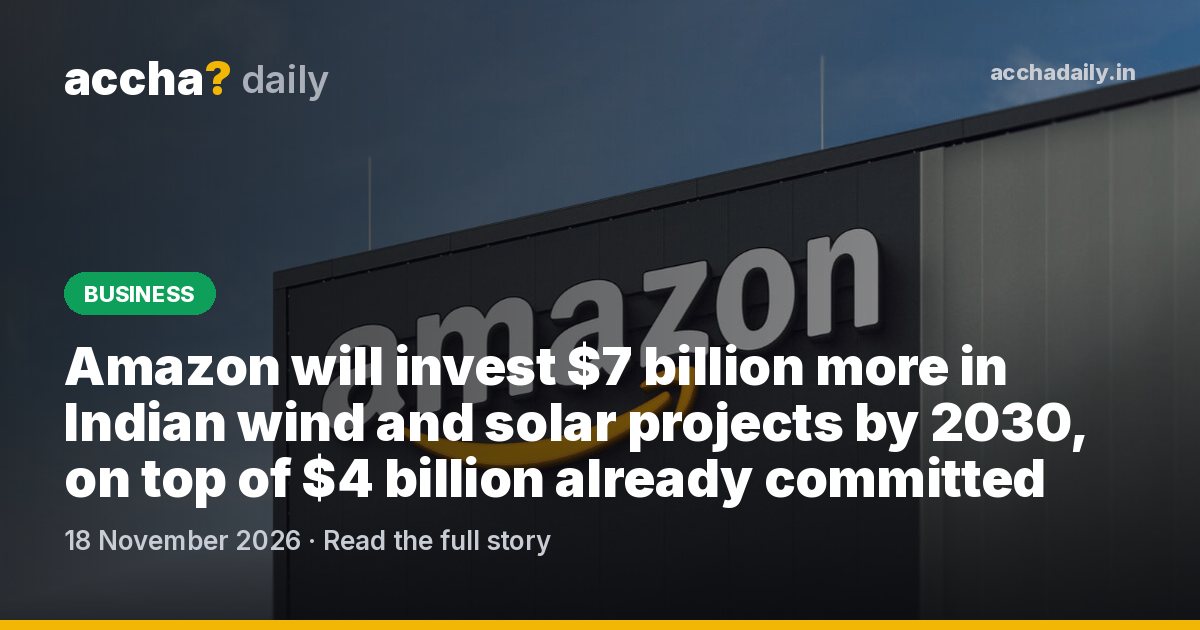 accha? daily
acchadaily.in
amazon
BUSINESS
Amazon will invest $7 billion more in
Indian wind and solar projects by 2030,
on top of $4 billion already committed
18 November 2026 · Read the full story